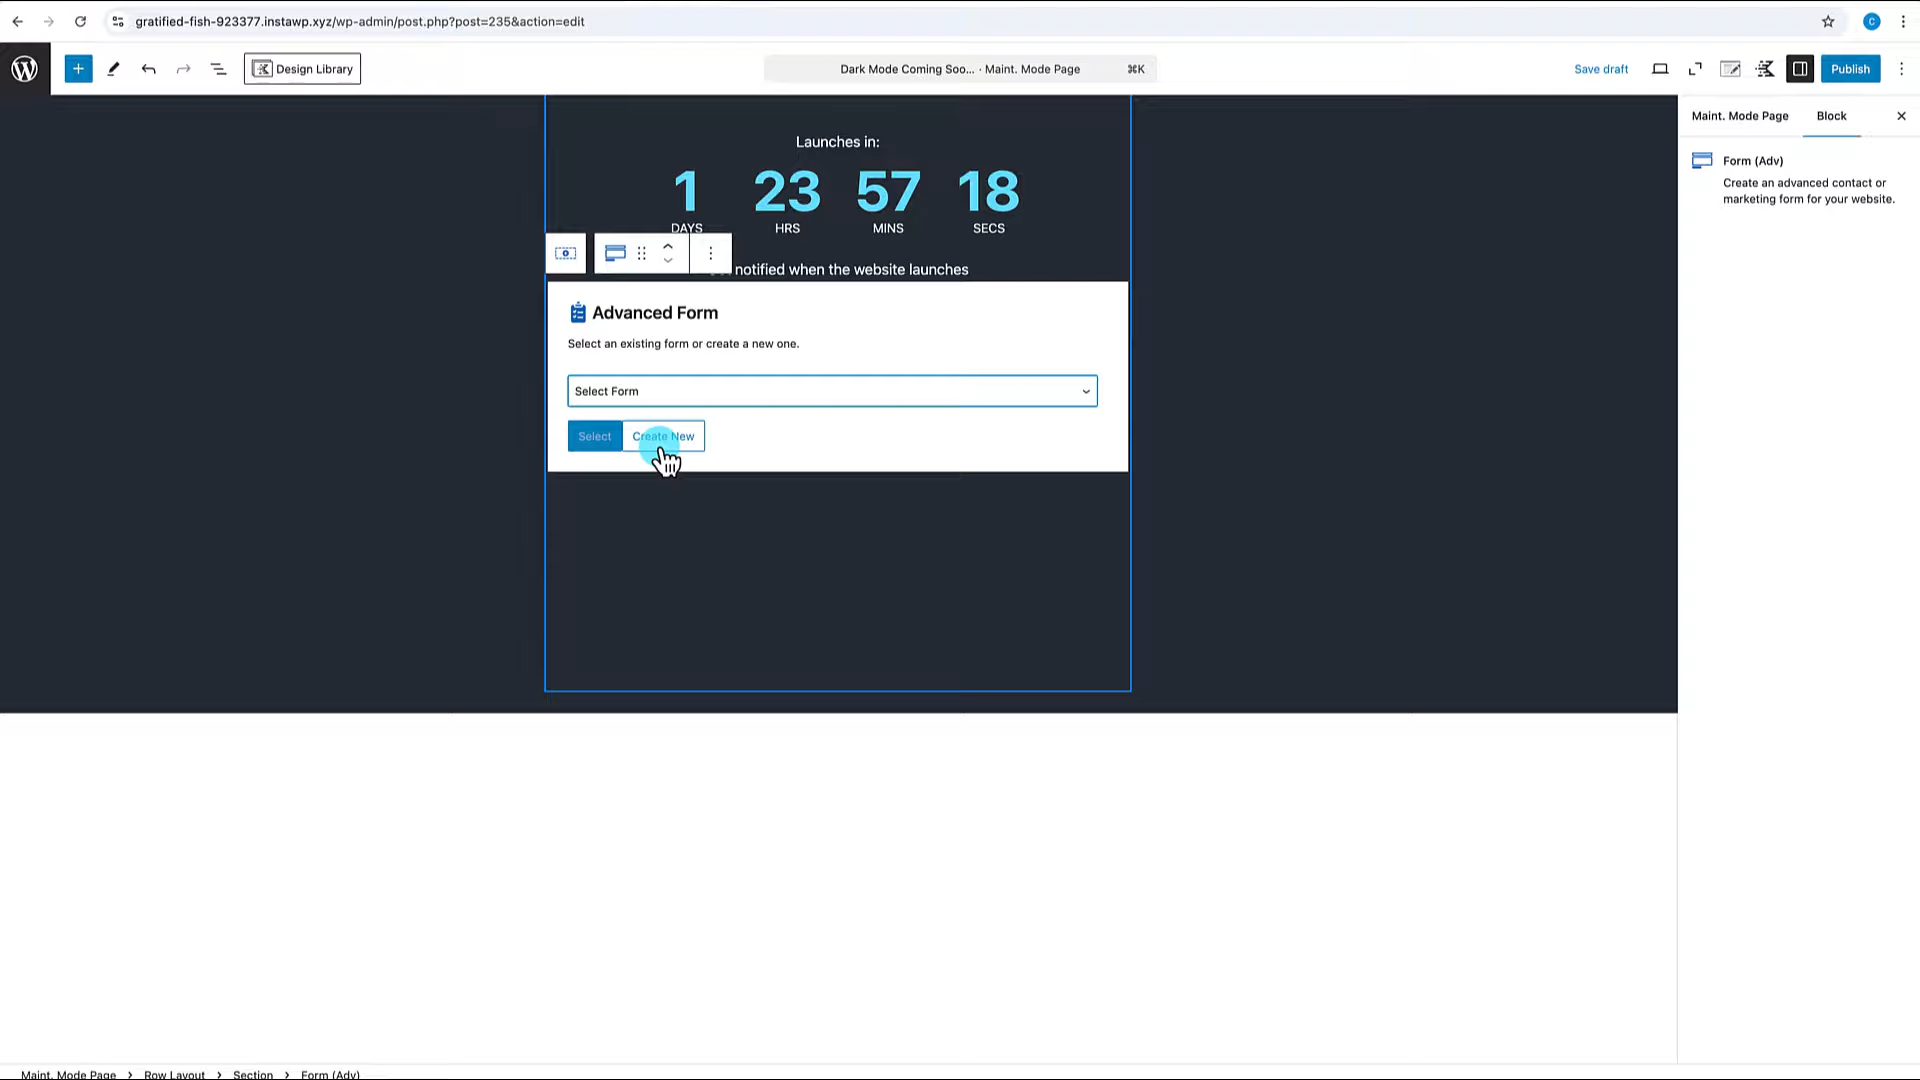 gratified-fish-923377.instawp.xyz/wp-admin/post.php?post=235&action=edit
C
Design Library
Dark Mode Coming Soo... · Maint. Mode Page
⌘K
Save draft
Publish
Maint. Mode Page
Block
Form (Adv)
Create an advanced contact or
marketing form for your website.
Launches in:
1 23 57 18
DAYS HRS MINS SECS
notified when the website launches
Advanced Form
Select an existing form or create a new one.
Select Form
Select
Create New
Maint. Mode Page > Row Layout > Section > Form (Adv)